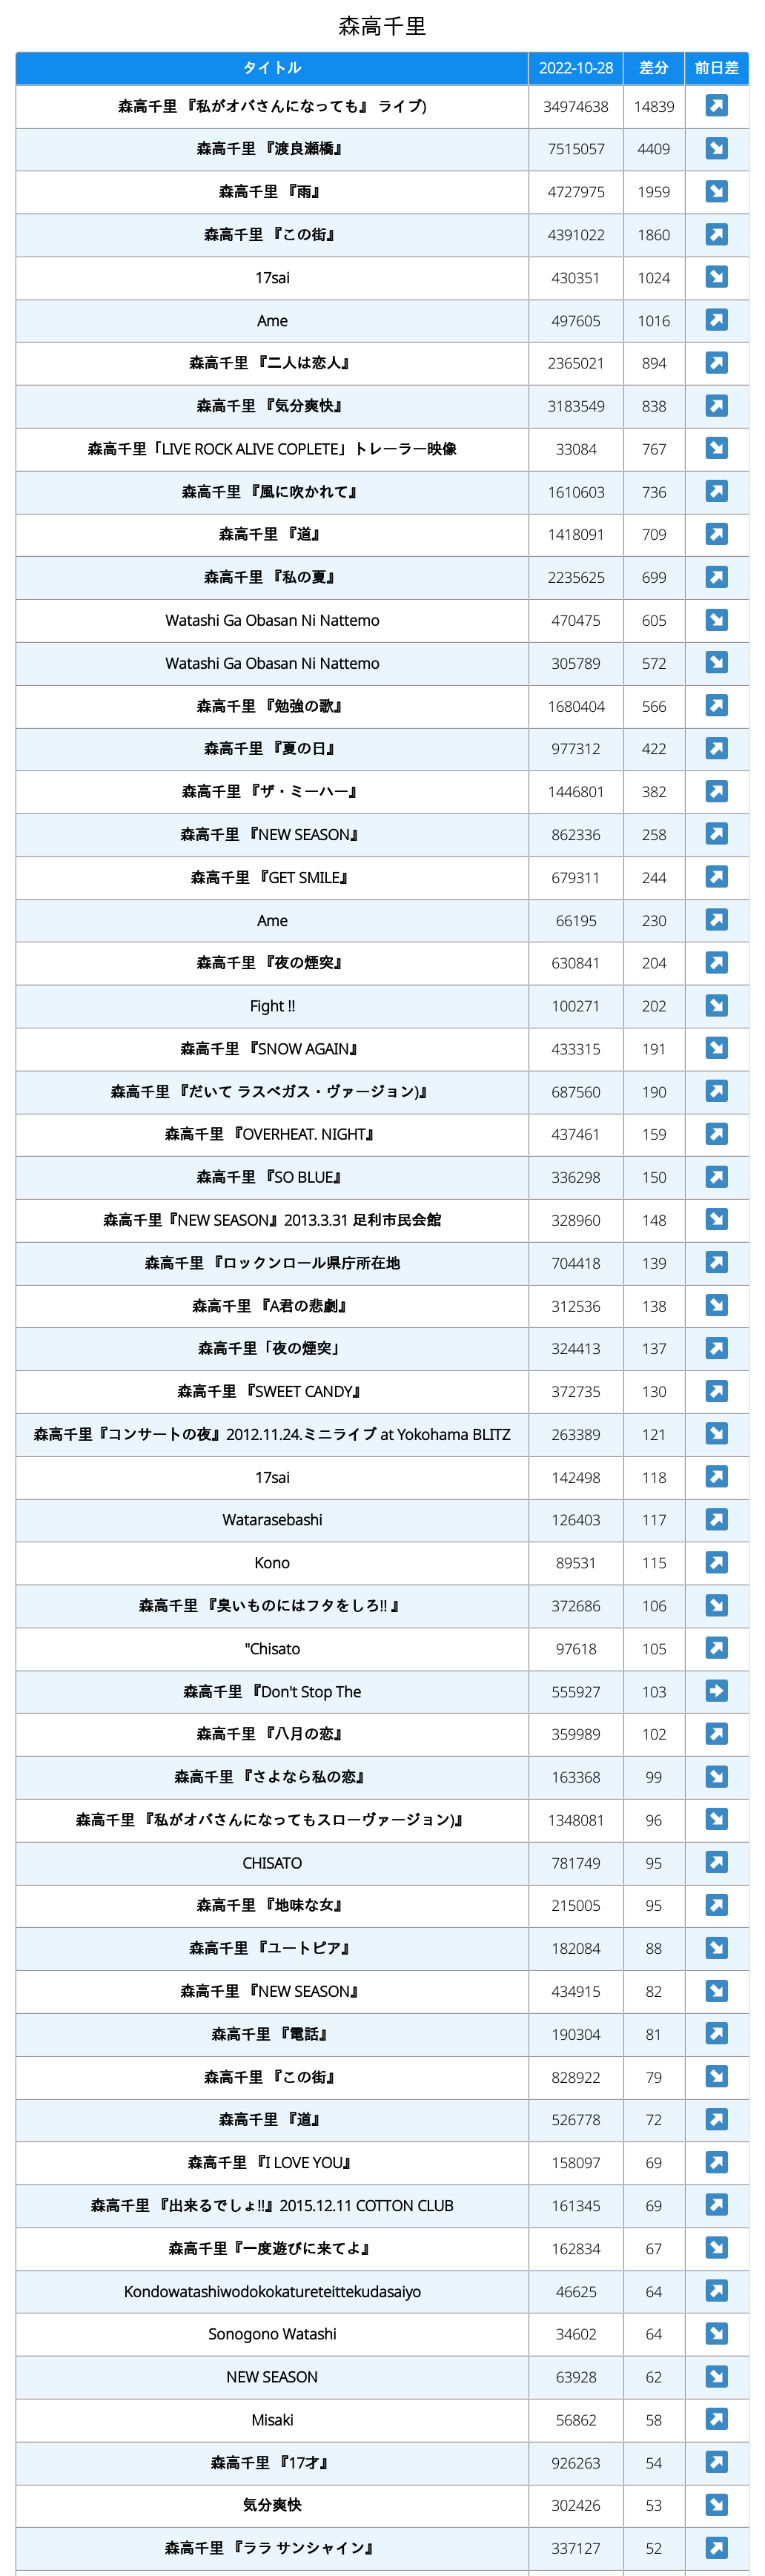 森高千里
タイトル 2022-10-28 差分 前日差
森高千里 『私がオバさんになっても』 ライブ) 34974638 14839
森高千里 『渡良瀬橋』 7515057 4409
森高千里 『雨』 4727975 1959
森高千里 『この街』 4391022 1860
17sai 430351 1024
Ame 497605 1016
森高千里 『二人は恋人』 2365021 894
森高千里 『気分爽快』 3183549 838
森高千里「LIVE ROCK ALIVE COPLETE」トレーラー映像 33084 767
森高千里 『風に吹かれて』 1610603 736
森高千里 『道』 1418091 709
森高千里 『私の夏』 2235625 699
Watashi Ga Obasan Ni Nattemo 470475 605
Watashi Ga Obasan Ni Nattemo 305789 572
森高千里 『勉強の歌』 1680404 566
森高千里 『夏の日』 977312 422
森高千里 『ザ・ミーハー』 1446801 382
森高千里 『NEW SEASON』 862336 258
森高千里 『GET SMILE』 679311 244
Ame 66195 230
森高千里 『夜の煙突』 630841 204
Fight !! 100271 202
森高千里 『SNOW AGAIN』 433315 191
森高千里 『だいて ラスベガス・ヴァージョン)』 687560 190
森高千里 『OVERHEAT. NIGHT』 437461 159
森高千里 『SO BLUE』 336298 150
森高千里『NEW SEASON』2013.3.31 足利市民会館 328960 148
森高千里 『ロックンロール県庁所在地 704418 139
森高千里 『A君の悲劇』 312536 138
森高千里「夜の煙突」 324413 137
森高千里 『SWEET CANDY』 372735 130
森高千里『コンサートの夜』2012.11.24.ミニライブ at Yokohama BLITZ 263389 121
17sai 142498 118
Watarasebashi 126403 117
Kono 89531 115
森高千里 『臭いものにはフタをしろ!! 』 372686 106
"Chisato 97618 105
森高千里 『Don't Stop The 555927 103
森高千里 『八月の恋』 359989 102
森高千里 『さよなら私の恋』 163368 99
森高千里 『私がオバさんになってもスローヴァージョン)』 1348081 96
CHISATO 781749 95
森高千里 『地味な女』 215005 95
森高千里 『ユートピア』 182084 88
森高千里 『NEW SEASON』 434915 82
森高千里 『電話』 190304 81
森高千里 『この街』 828922 79
森高千里 『道』 526778 72
森高千里 『I LOVE YOU』 158097 69
森高千里 『出来るでしょ!!』2015.12.11 COTTON CLUB 161345 69
森高千里『一度遊びに来てよ』 162834 67
Kondowatashiwodokokatureteittekudasaiyo 46625 64
Sonogono Watashi 34602 64
NEW SEASON 63928 62
Misaki 56862 58
森高千里 『17才』 926263 54
気分爽快 302426 53
森高千里 『ララ サンシャイン』 337127 52